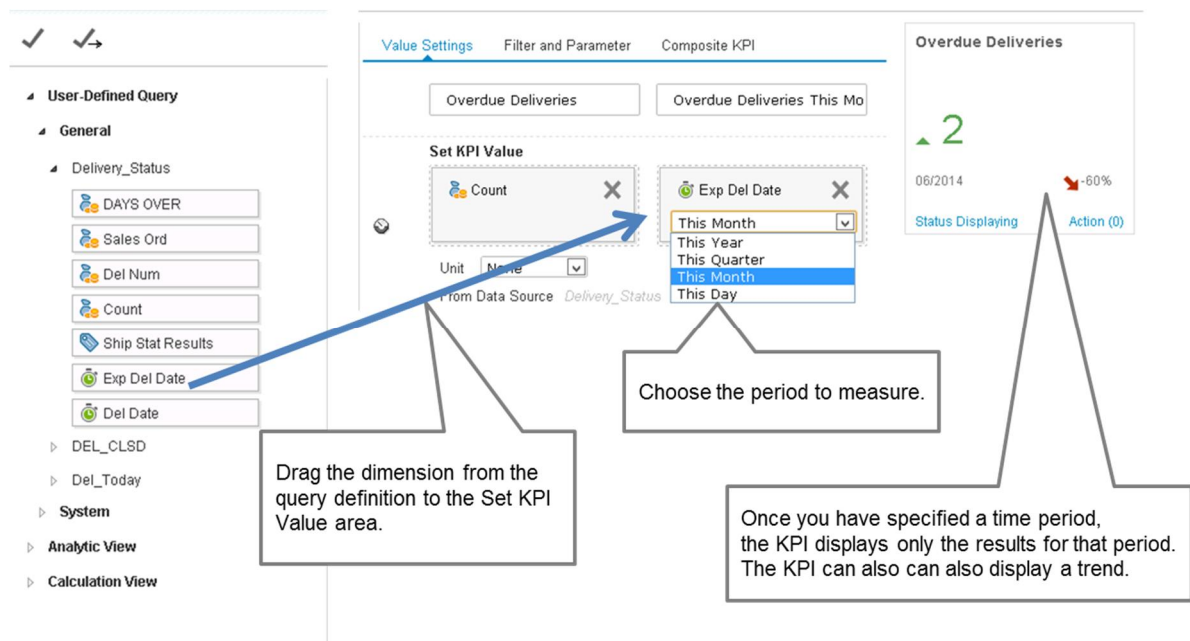 User-Defined Query
General
Delivery_Status
DAYS OVER
Sales Ord
Del Num
Count
Ship Stat Results
Exp Del Date
Del Date
DEL_CLSD
Del_Today
System
Analytic View
Calculation View
Value Settings Filter and Parameter Composite KPI
Overdue Deliveries Overdue Deliveries This Mo
Set KPI Value
Count Exp Del Date
This Month
This Year
This Quarter
This Month
This Day
Unit None
From Data Source Delivery_Status
Overdue Deliveries
2
06/2014 -60%
Status Displaying Action (0)
Drag the dimension from the
query definition to the Set KPI
Value area.
Choose the period to measure.
Once you have specified a time period,
the KPI displays only the results for that period.
The KPI can also can also display a trend.